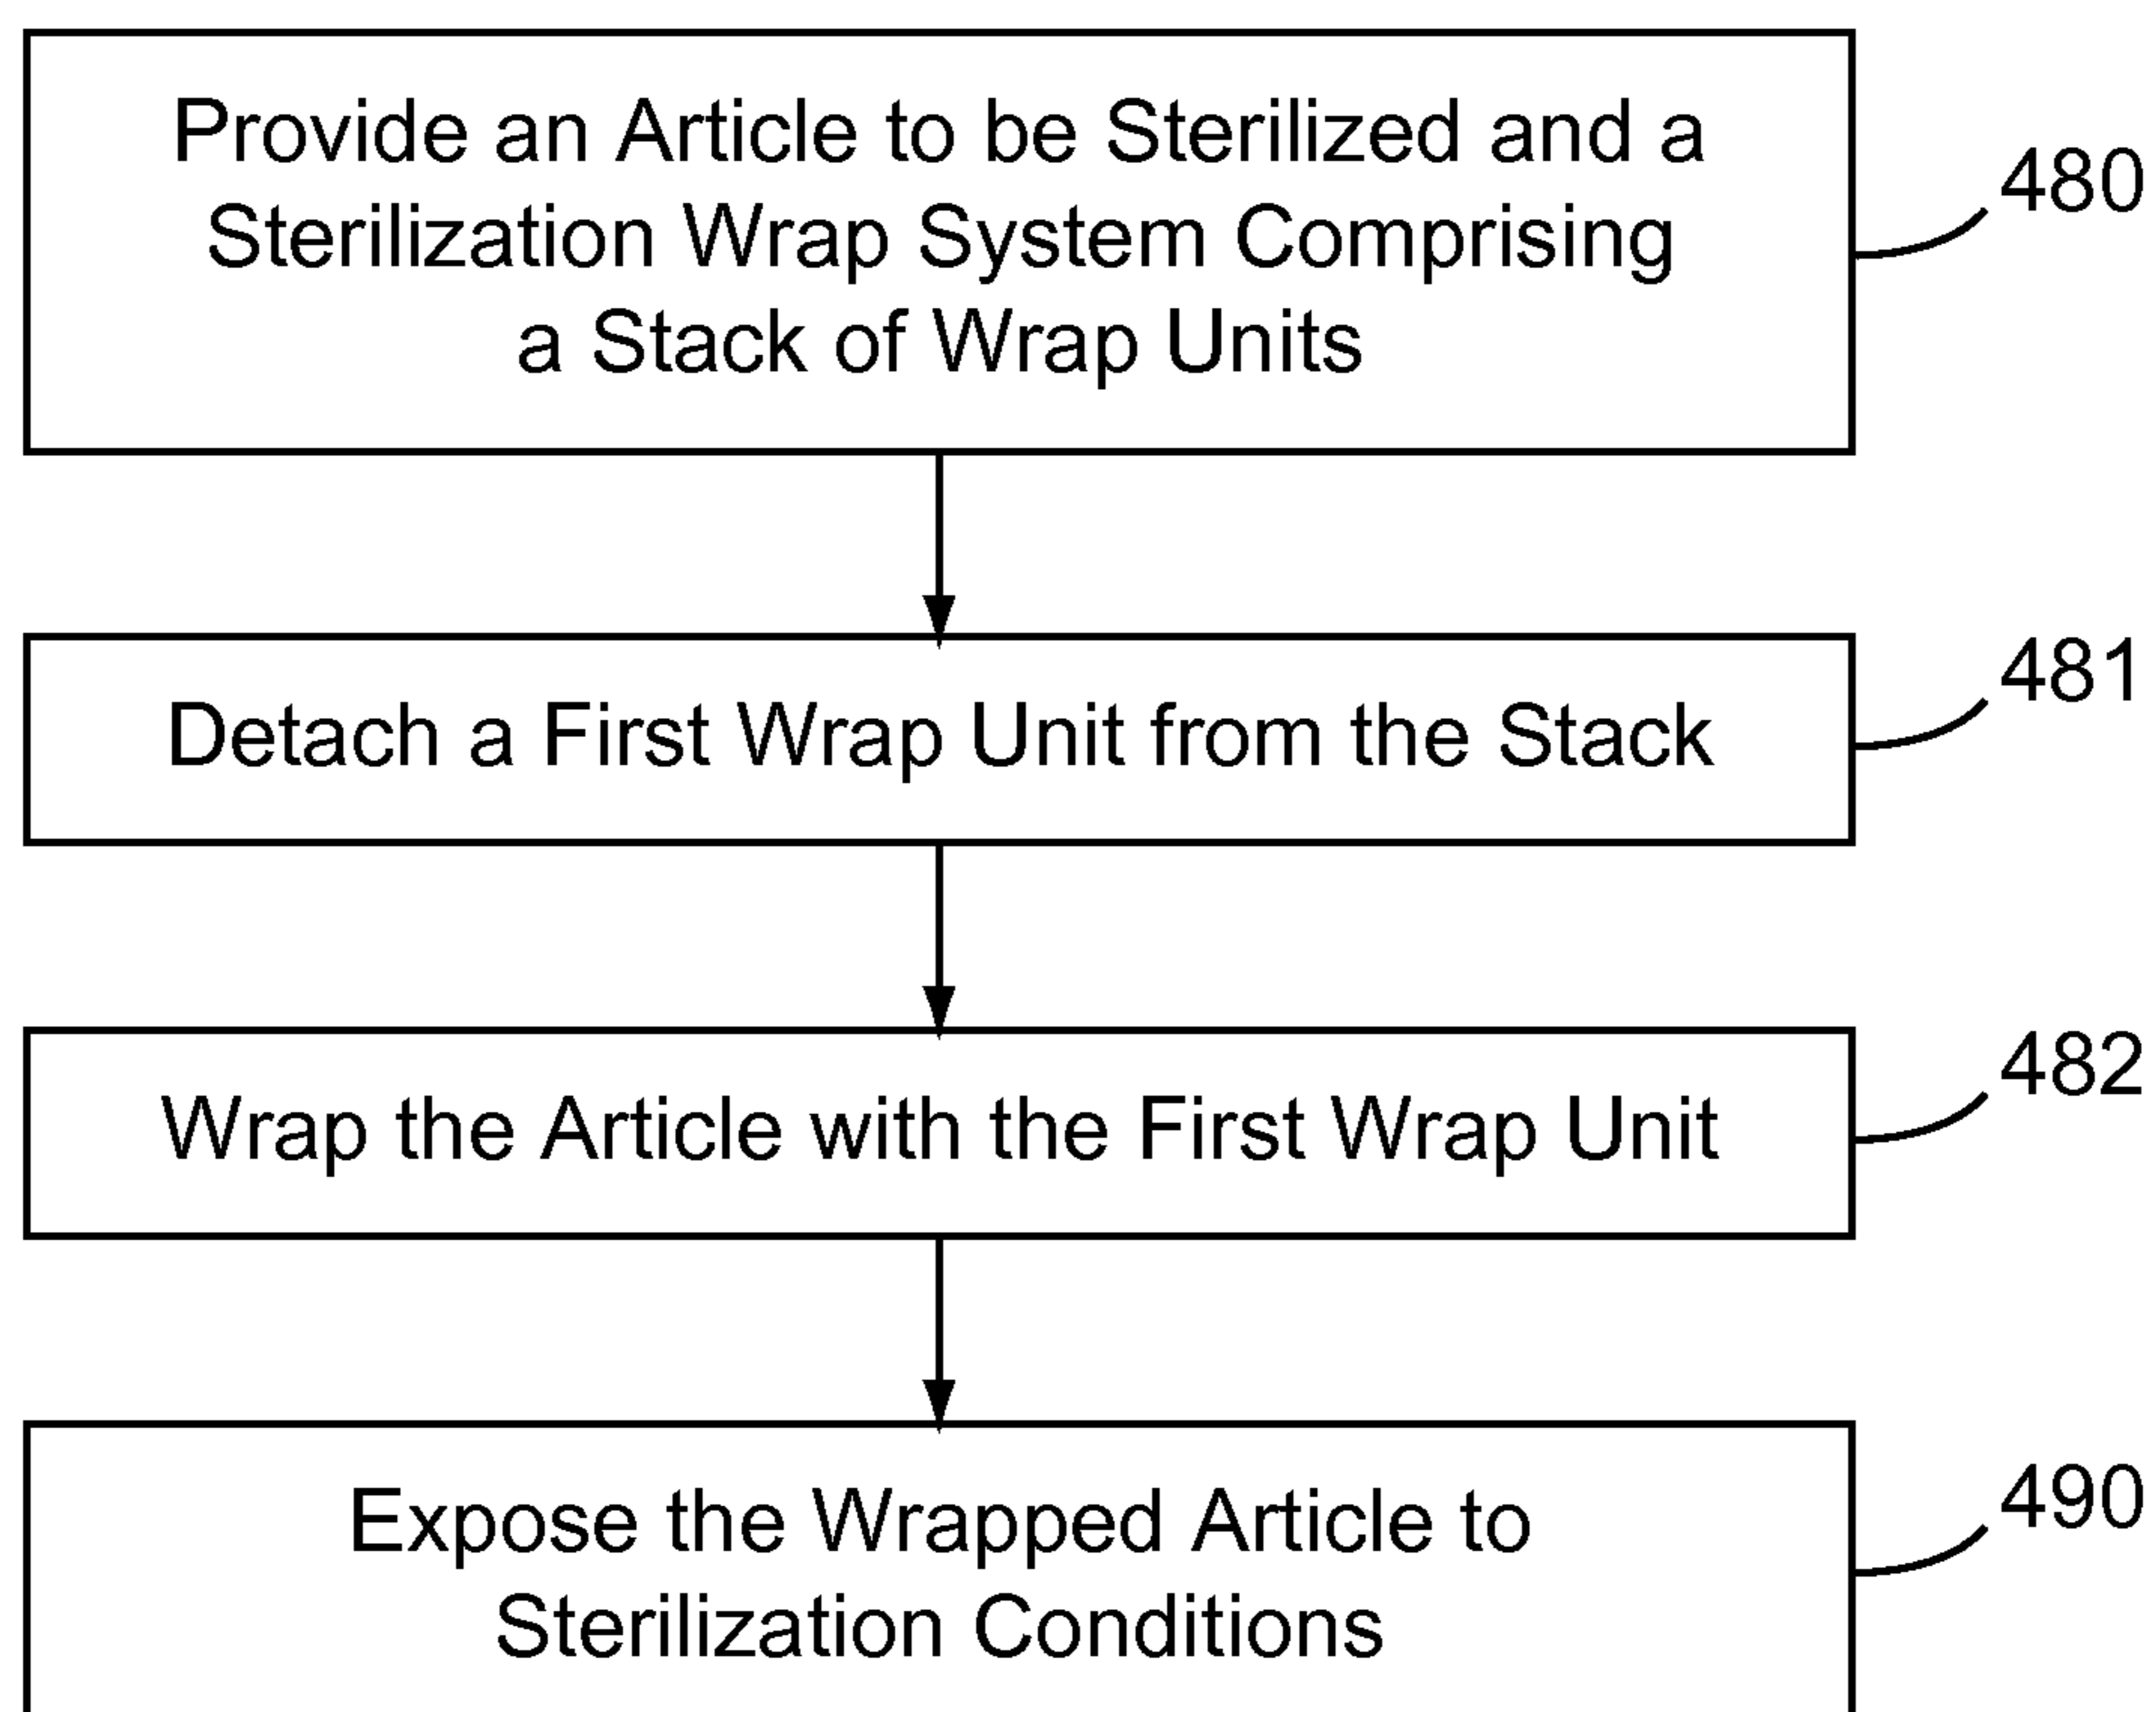 Provide an Article to be Sterilized and a
Sterilization Wrap System Comprising
a Stack of Wrap Units
480
Detach a First Wrap Unit from the Stack
481
Wrap the Article with the First Wrap Unit
482
Expose the Wrapped Article to
Sterilization Conditions
490